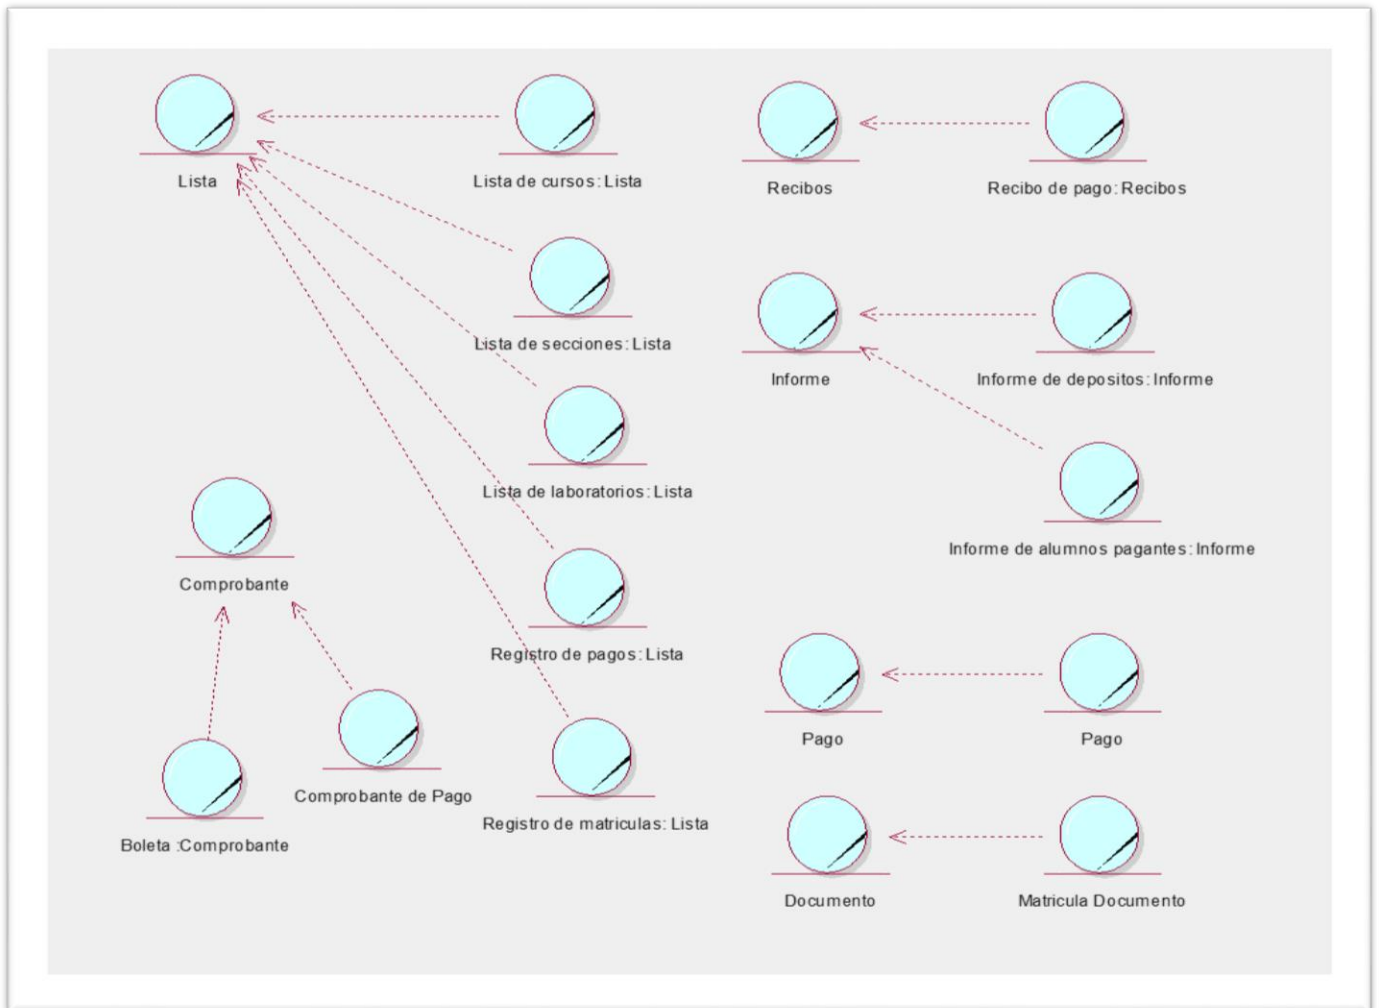 Lista
Lista de cursos: Lista
Recibos
Recibo de pago: Recibos
Lista de secciones: Lista
Informe
Informe de depositos: Informe
Lista de laboratorios: Lista
Informe de alumnos pagantes: Informe
Comprobante
Registro de pagos: Lista
Pago
Pago
Comprobante de Pago
Registro de matriculas: Lista
Boleta :Comprobante
Documento
Matricula Documento